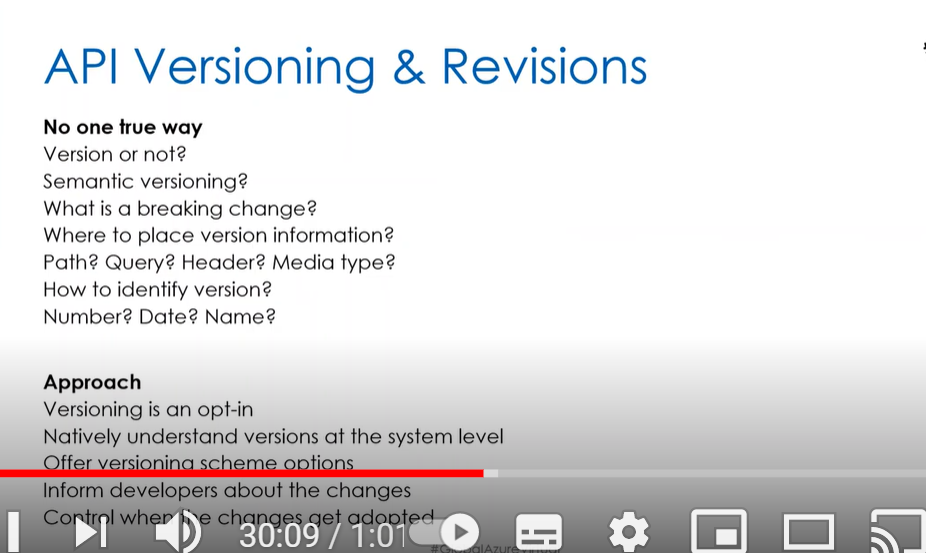 API Versioning & Revisions
No one true way
Version or not?
Semantic versioning?
What is a breaking change?
Where to place version information?
Path? Query? Header? Media type?
How to identify version?
Number? Date? Name?
Approach
Versioning is an opt-in
Natively understand versions at the system level
Offer versioning scheme options
Inform developers about the changes
Control when the changes get adopted
30:09 / 1:01
#GlobalAzureVirtual